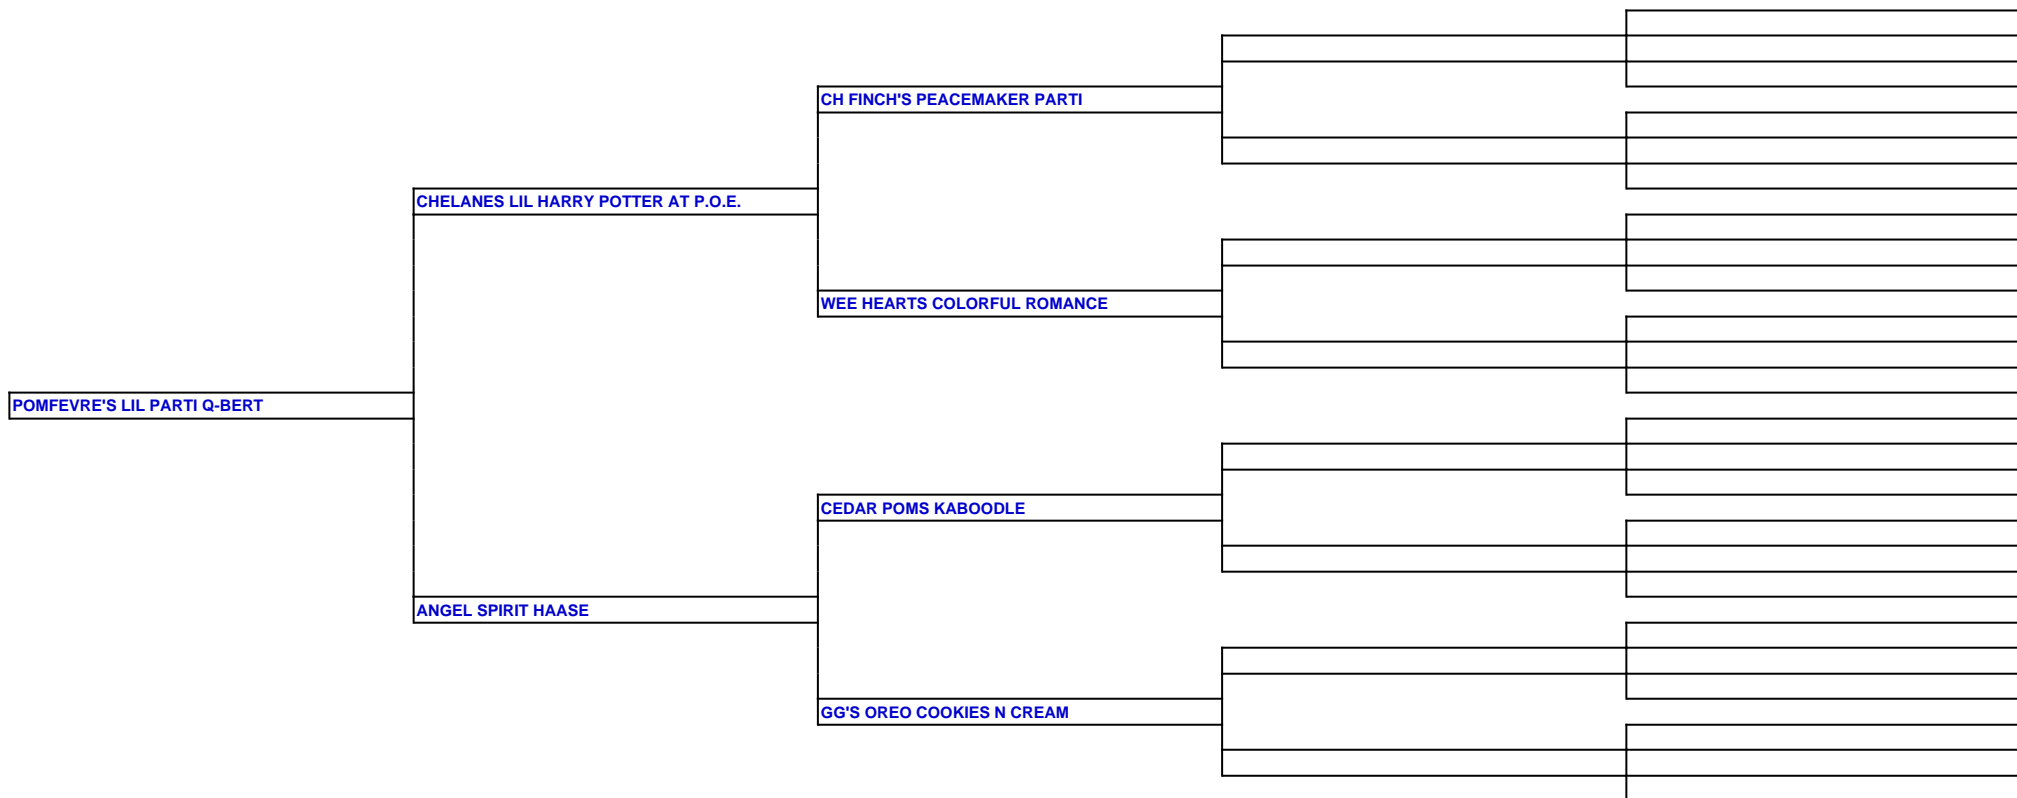 CH FINCH'S PEACEMAKER PARTI
CHELANES LIL HARRY POTTER AT P.O.E.
WEE HEARTS COLORFUL ROMANCE
POMFEVRE'S LIL PARTI Q-BERT
CEDAR POMS KABOODLE
ANGEL SPIRIT HAASE
GG'S OREO COOKIES N CREAM